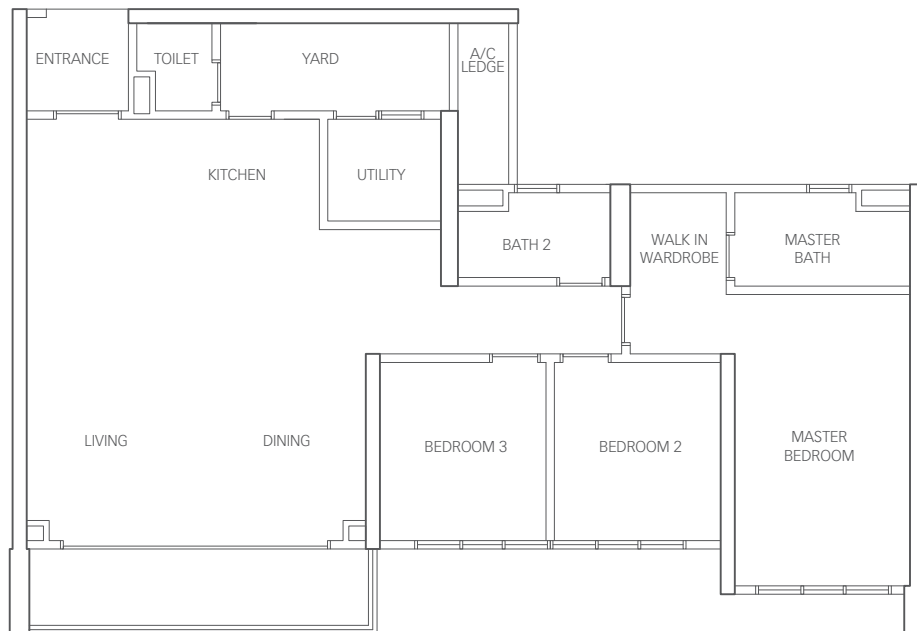 ENTRANCE
TOILET
YARD
A/C
LEDGE
KITCHEN
UTILITY
BATH 2
WALK IN
WARDROBE
MASTER
BATH
LIVING
DINING
BEDROOM 3
BEDROOM 2
MASTER
BEDROOM